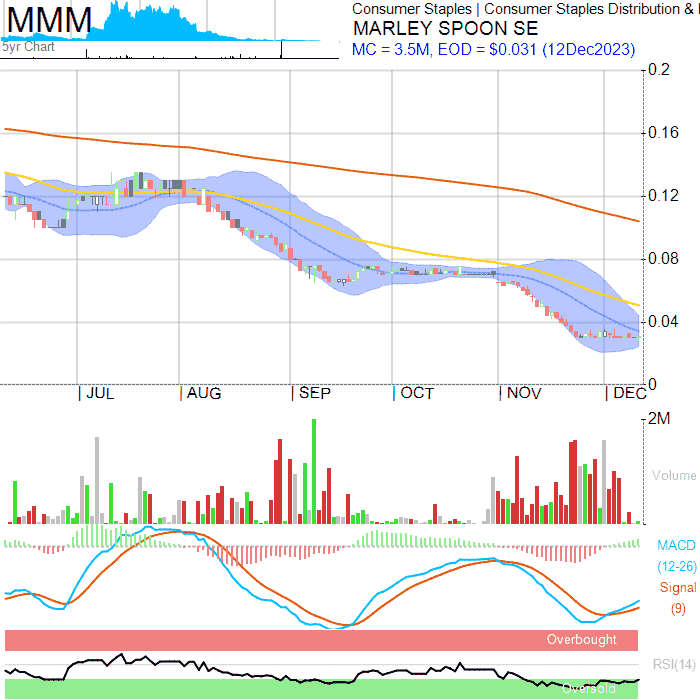 MMM
5yr Chart
Consumer Staples | Consumer Staples Distribution &
MARLEY SPOON SE
MC = 3.5M, EOD = $0.031 (12Dec2023)
0.2
0.16
0.12
0.08
0.04
0
JUL AUG SEP OCT NOV DEC
2M
Volume
MACD
(12-26)
Signal
(9)
Overbought
RSI(14)
Oversold